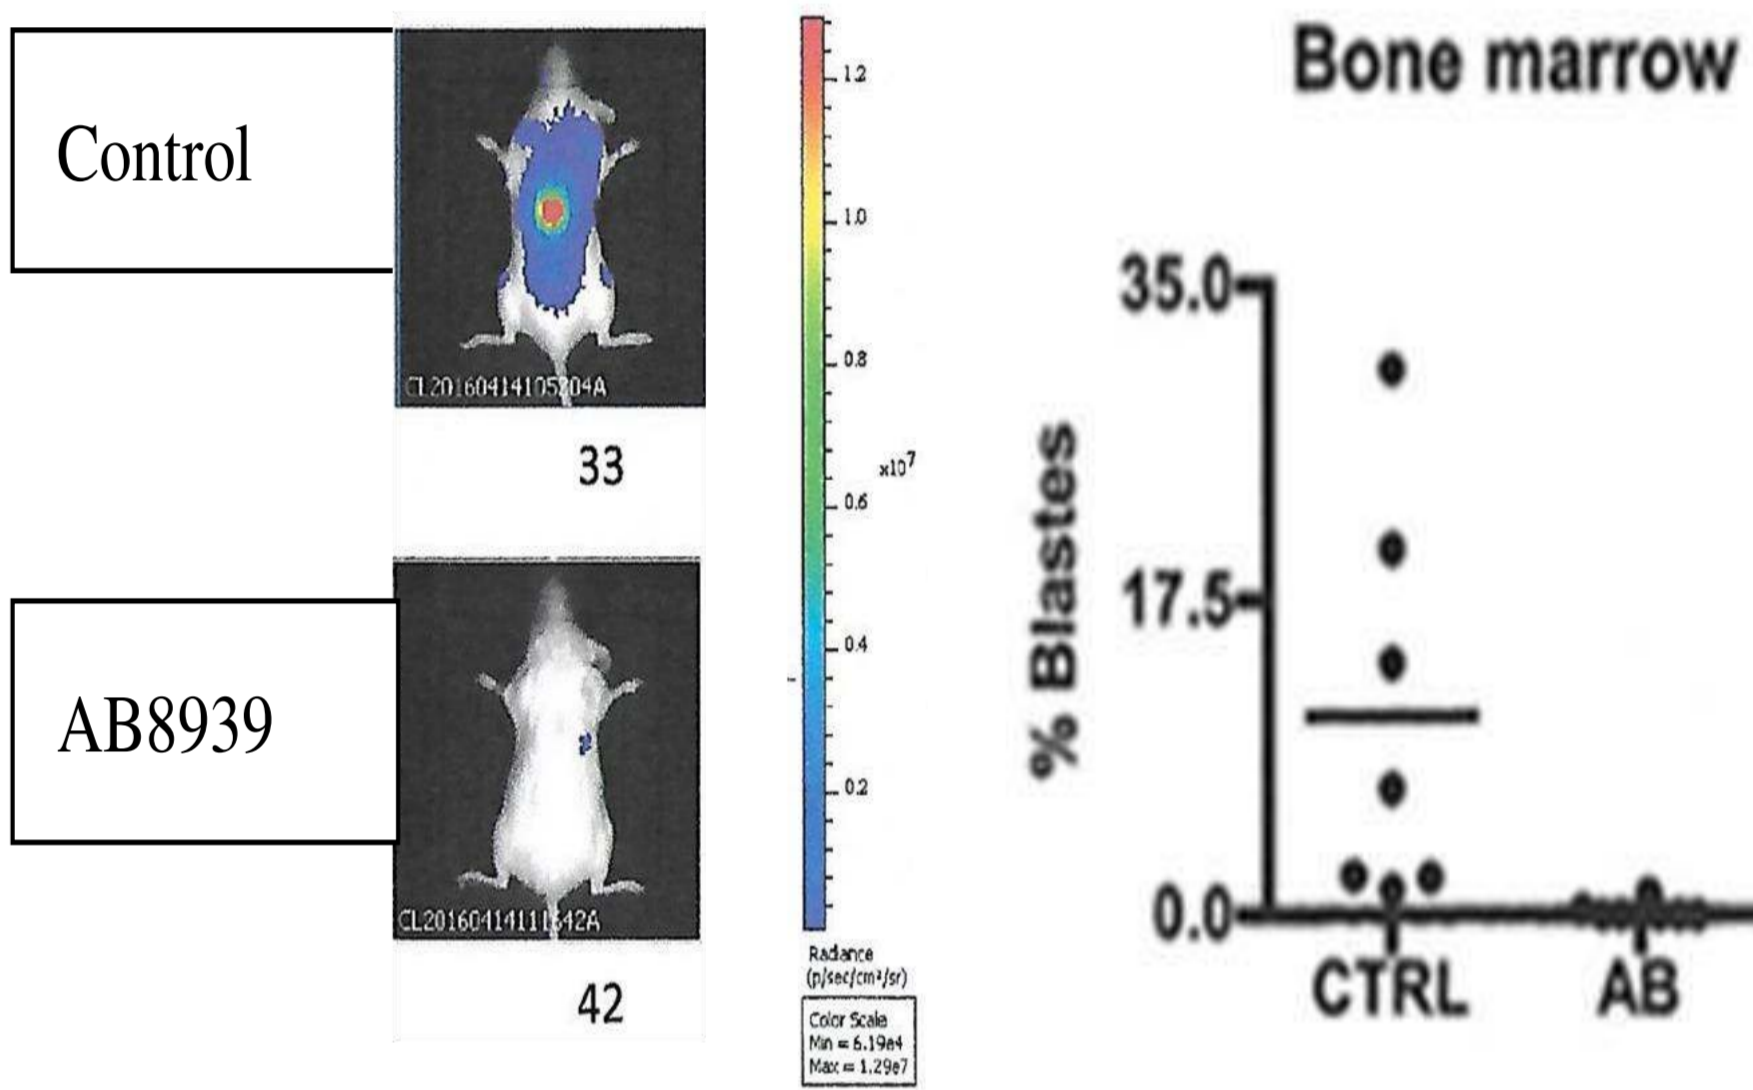 Control
CL20160414105204A
33
AB8939
CL20160414111642A
42
1.2
1.0
0.8
x10⁷
0.6
0.4
0.2
Radiance
(p/sec/cm²/sr)
Color Scale
Min = 6.19e4
Max = 1.29e7
Bone marrow
% Blastes
35.0
17.5
0.0
CTRL
AB